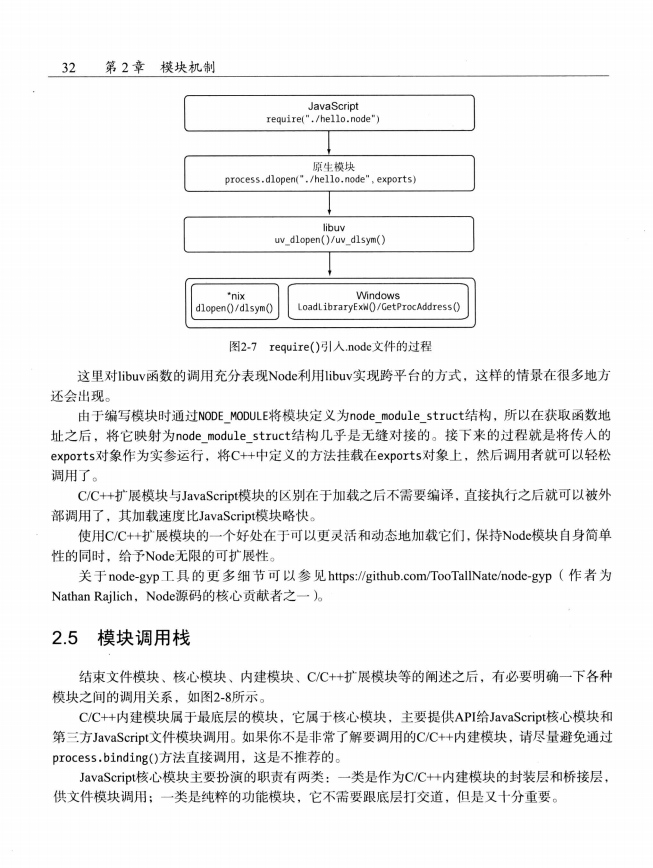 32 第 2 章 模块机制
JavaScript
require("./hello.node")
原生模块
process.dlopen("./hello.node", exports)
libuv
uv_dlopen()/uv_dlsym()
*nix
dlopen()/dlsym()
Windows
LoadLibraryExW()/GetProcAddress()
图2-7 require()引入.node文件的过程
这里对libuv函数的调用充分表现Node利用libuv实现跨平台的方式，这样的情景在很多地方
还会出现。
由于编写模块时通过NODE_MODULE将模块定义为node_module_struct结构，所以在获取函数地
址之后，将它映射为node_module_struct结构几乎是无缝对接的。接下来的过程就是将传入的
exports对象作为实参运行，将C++中定义的方法挂载在exports对象上，然后调用者就可以轻松
调用了。
C/C++扩展模块与JavaScript模块的区别在于加载之后不需要编译，直接执行之后就可以被外
部调用了，其加载速度比JavaScript模块略快。
使用C/C++扩展模块的一个好处在于可以更灵活和动态地加载它们，保持Node模块自身简单
性的同时，给予Node无限的可扩展性。
关于node-gyp工具的更多细节可以参见https://github.com/TooTallNate/node-gyp（作者为
Nathan Rajlich，Node源码的核心贡献者之一）。
2.5 模块调用栈
结束文件模块、核心模块、内建模块、C/C++扩展模块等的阐述之后，有必要明确一下各种
模块之间的调用关系，如图2-8所示。
C/C++内建模块属于最底层的模块，它属于核心模块，主要提供API给JavaScript核心模块和
第三方JavaScript文件模块调用。如果你不是非常了解要调用的C/C++内建模块，请尽量避免通过
process.binding()方法直接调用，这是不推荐的。
JavaScript核心模块主要扮演的职责有两类：一类是作为C/C++内建模块的封装层和桥接层，
供文件模块调用；一类是纯粹的功能模块，它不需要跟底层打交道，但是又十分重要。